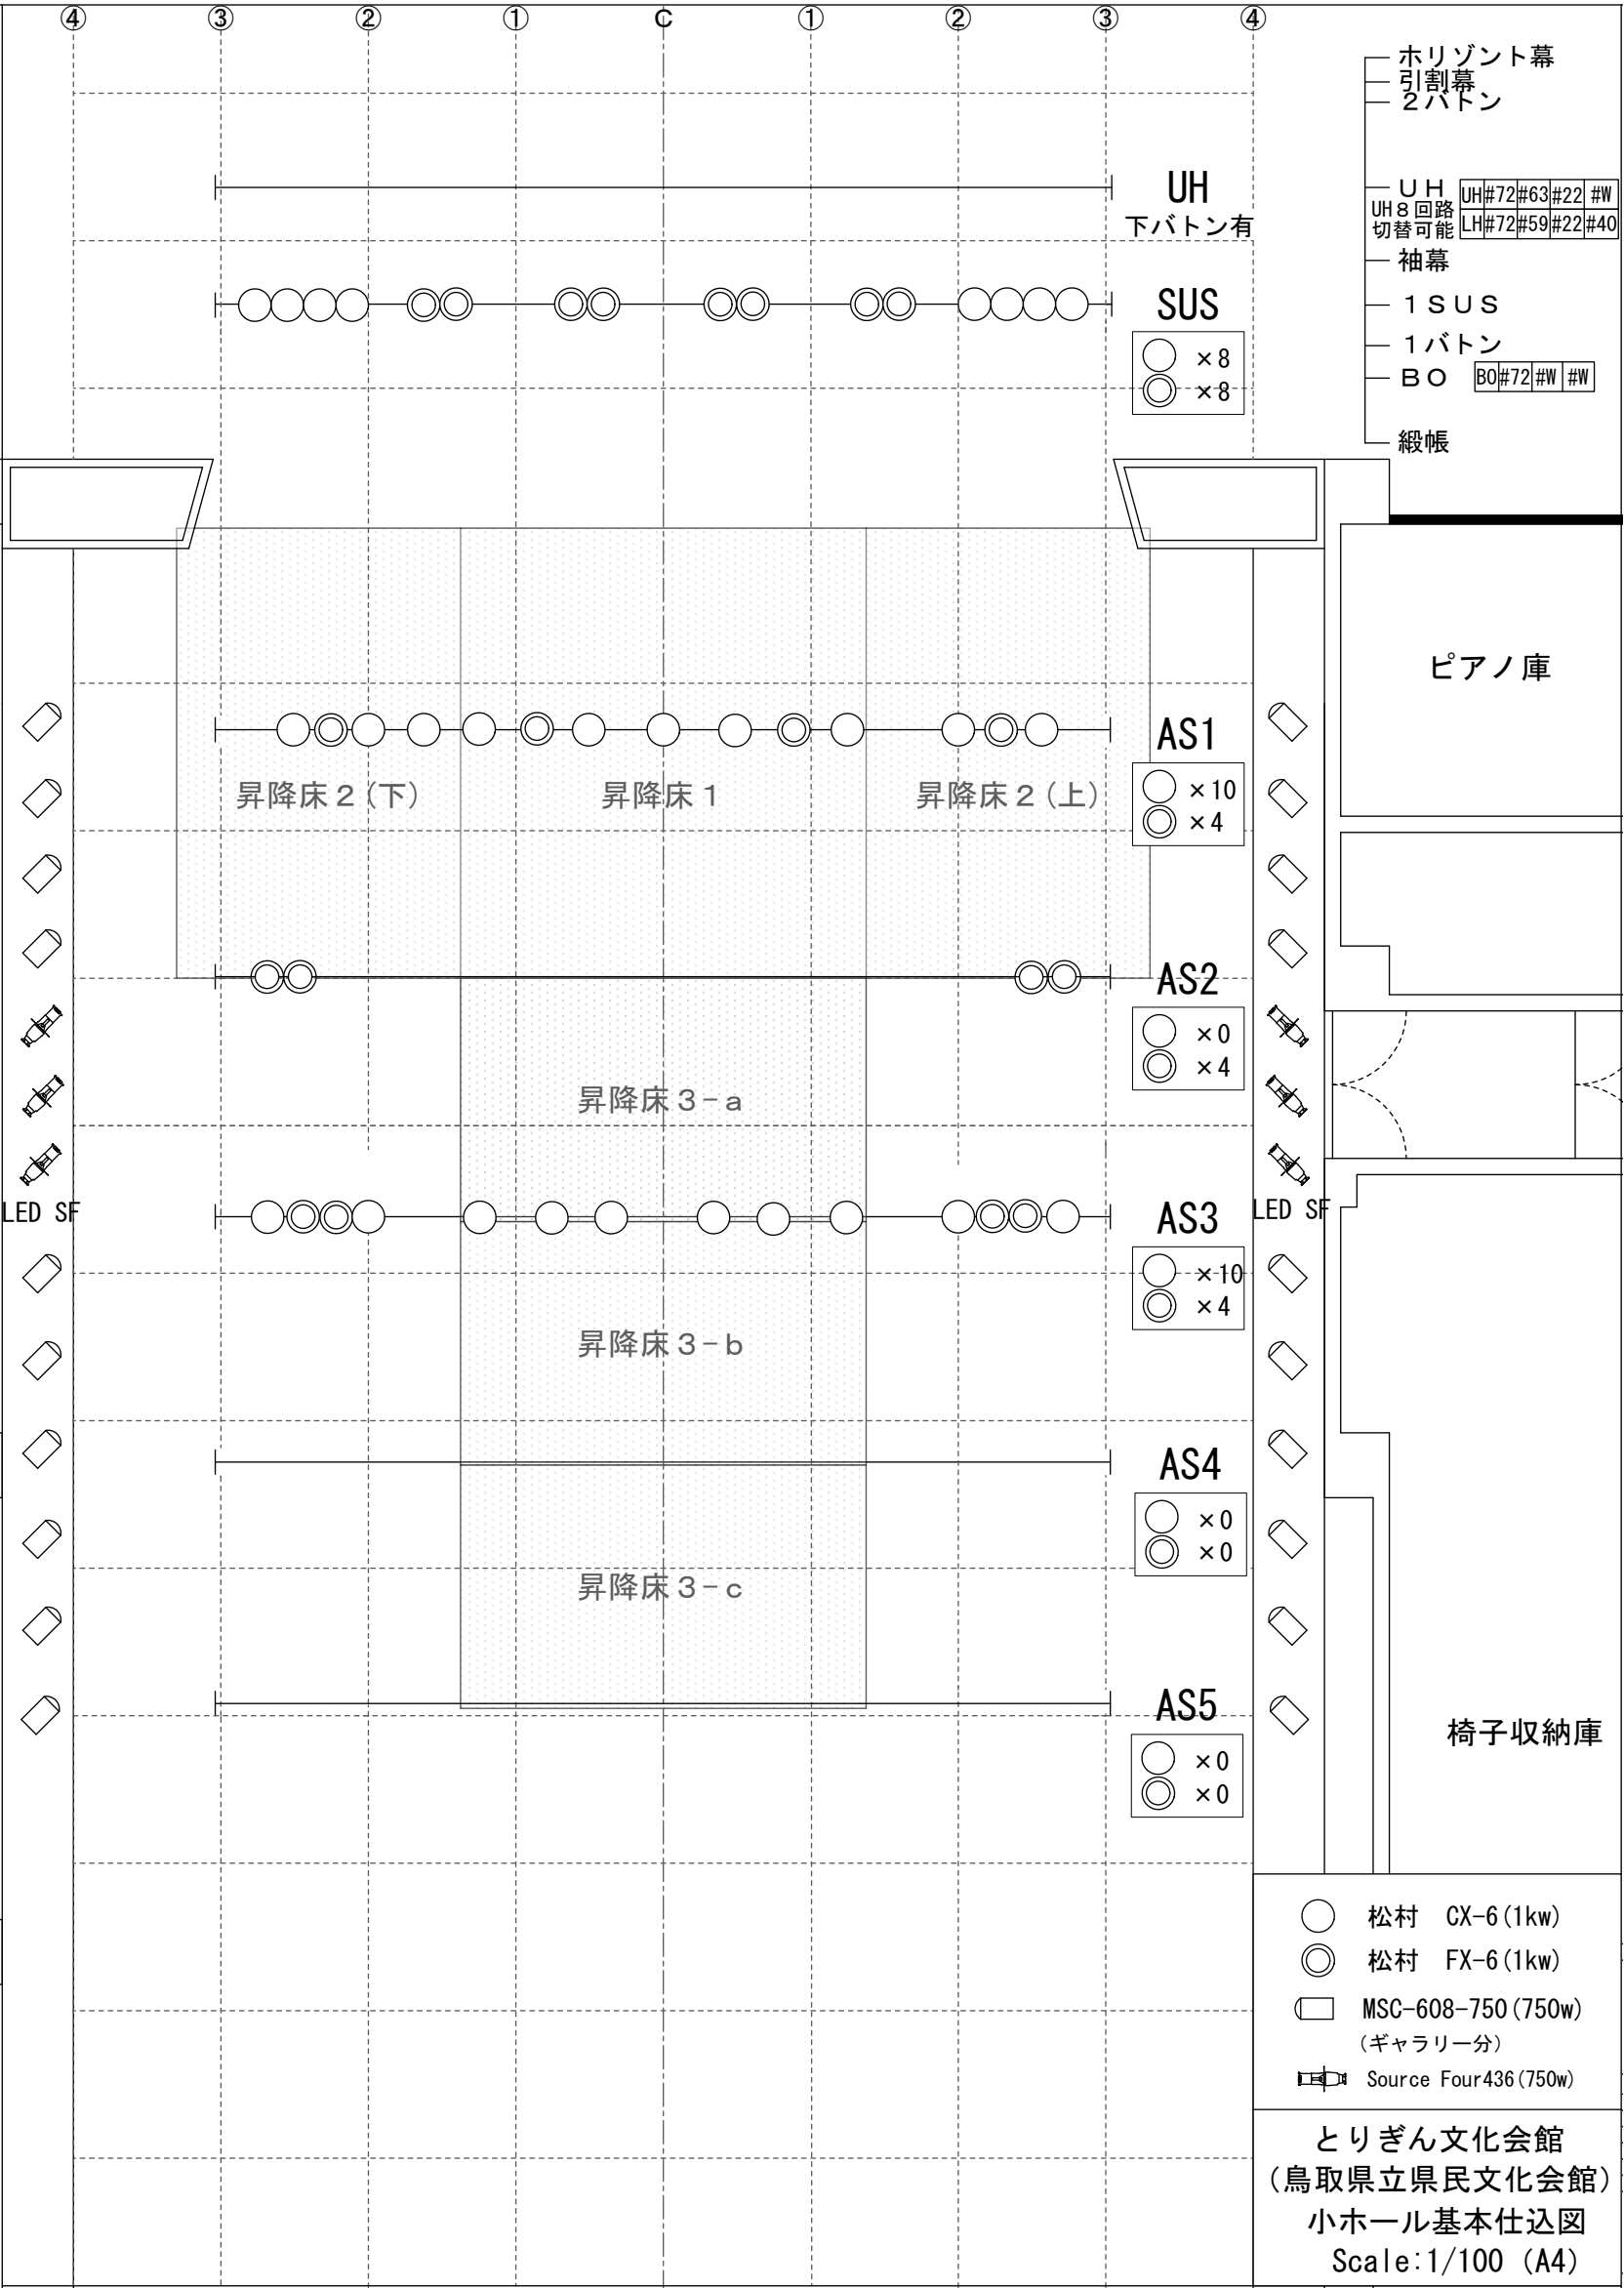 ④ ③ ② ① C ① ② ③ ④
ホリゾント幕
引割幕
2バトン
UH
UH8回路
切替可能
UH #72 #63 #22 #W
LH #72 #59 #22 #40
袖幕
1SUS
1バトン
BO
BO #72 #W #W
緞帳
UH
下バトン有
SUS
×8
×8
ピアノ庫
AS1
×10
×4
昇降床2(下)
昇降床1
昇降床2(上)
AS2
×0
×4
昇降床3-a
LED SF
LED SF
AS3
×10
×4
昇降床3-b
AS4
×0
×0
昇降床3-c
AS5
×0
×0
椅子収納庫
松村 CX-6(1kw)
松村 FX-6(1kw)
MSC-608-750(750w)
(ギャラリー分)
Source Four436(750w)
とりぎん文化会館
(鳥取県立県民文化会館)
小ホール基本仕込図
Scale:1/100 (A4)